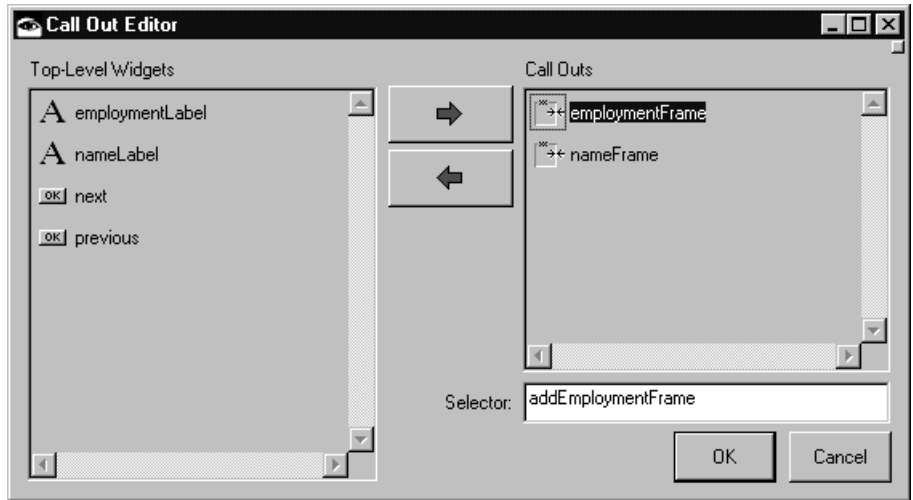 Call Out Editor
Top-Level Widgets
A employmentLabel
A nameLabel
OK next
OK previous
Call Outs
employmentFrame
nameFrame
Selector: addEmploymentFrame
OK Cancel